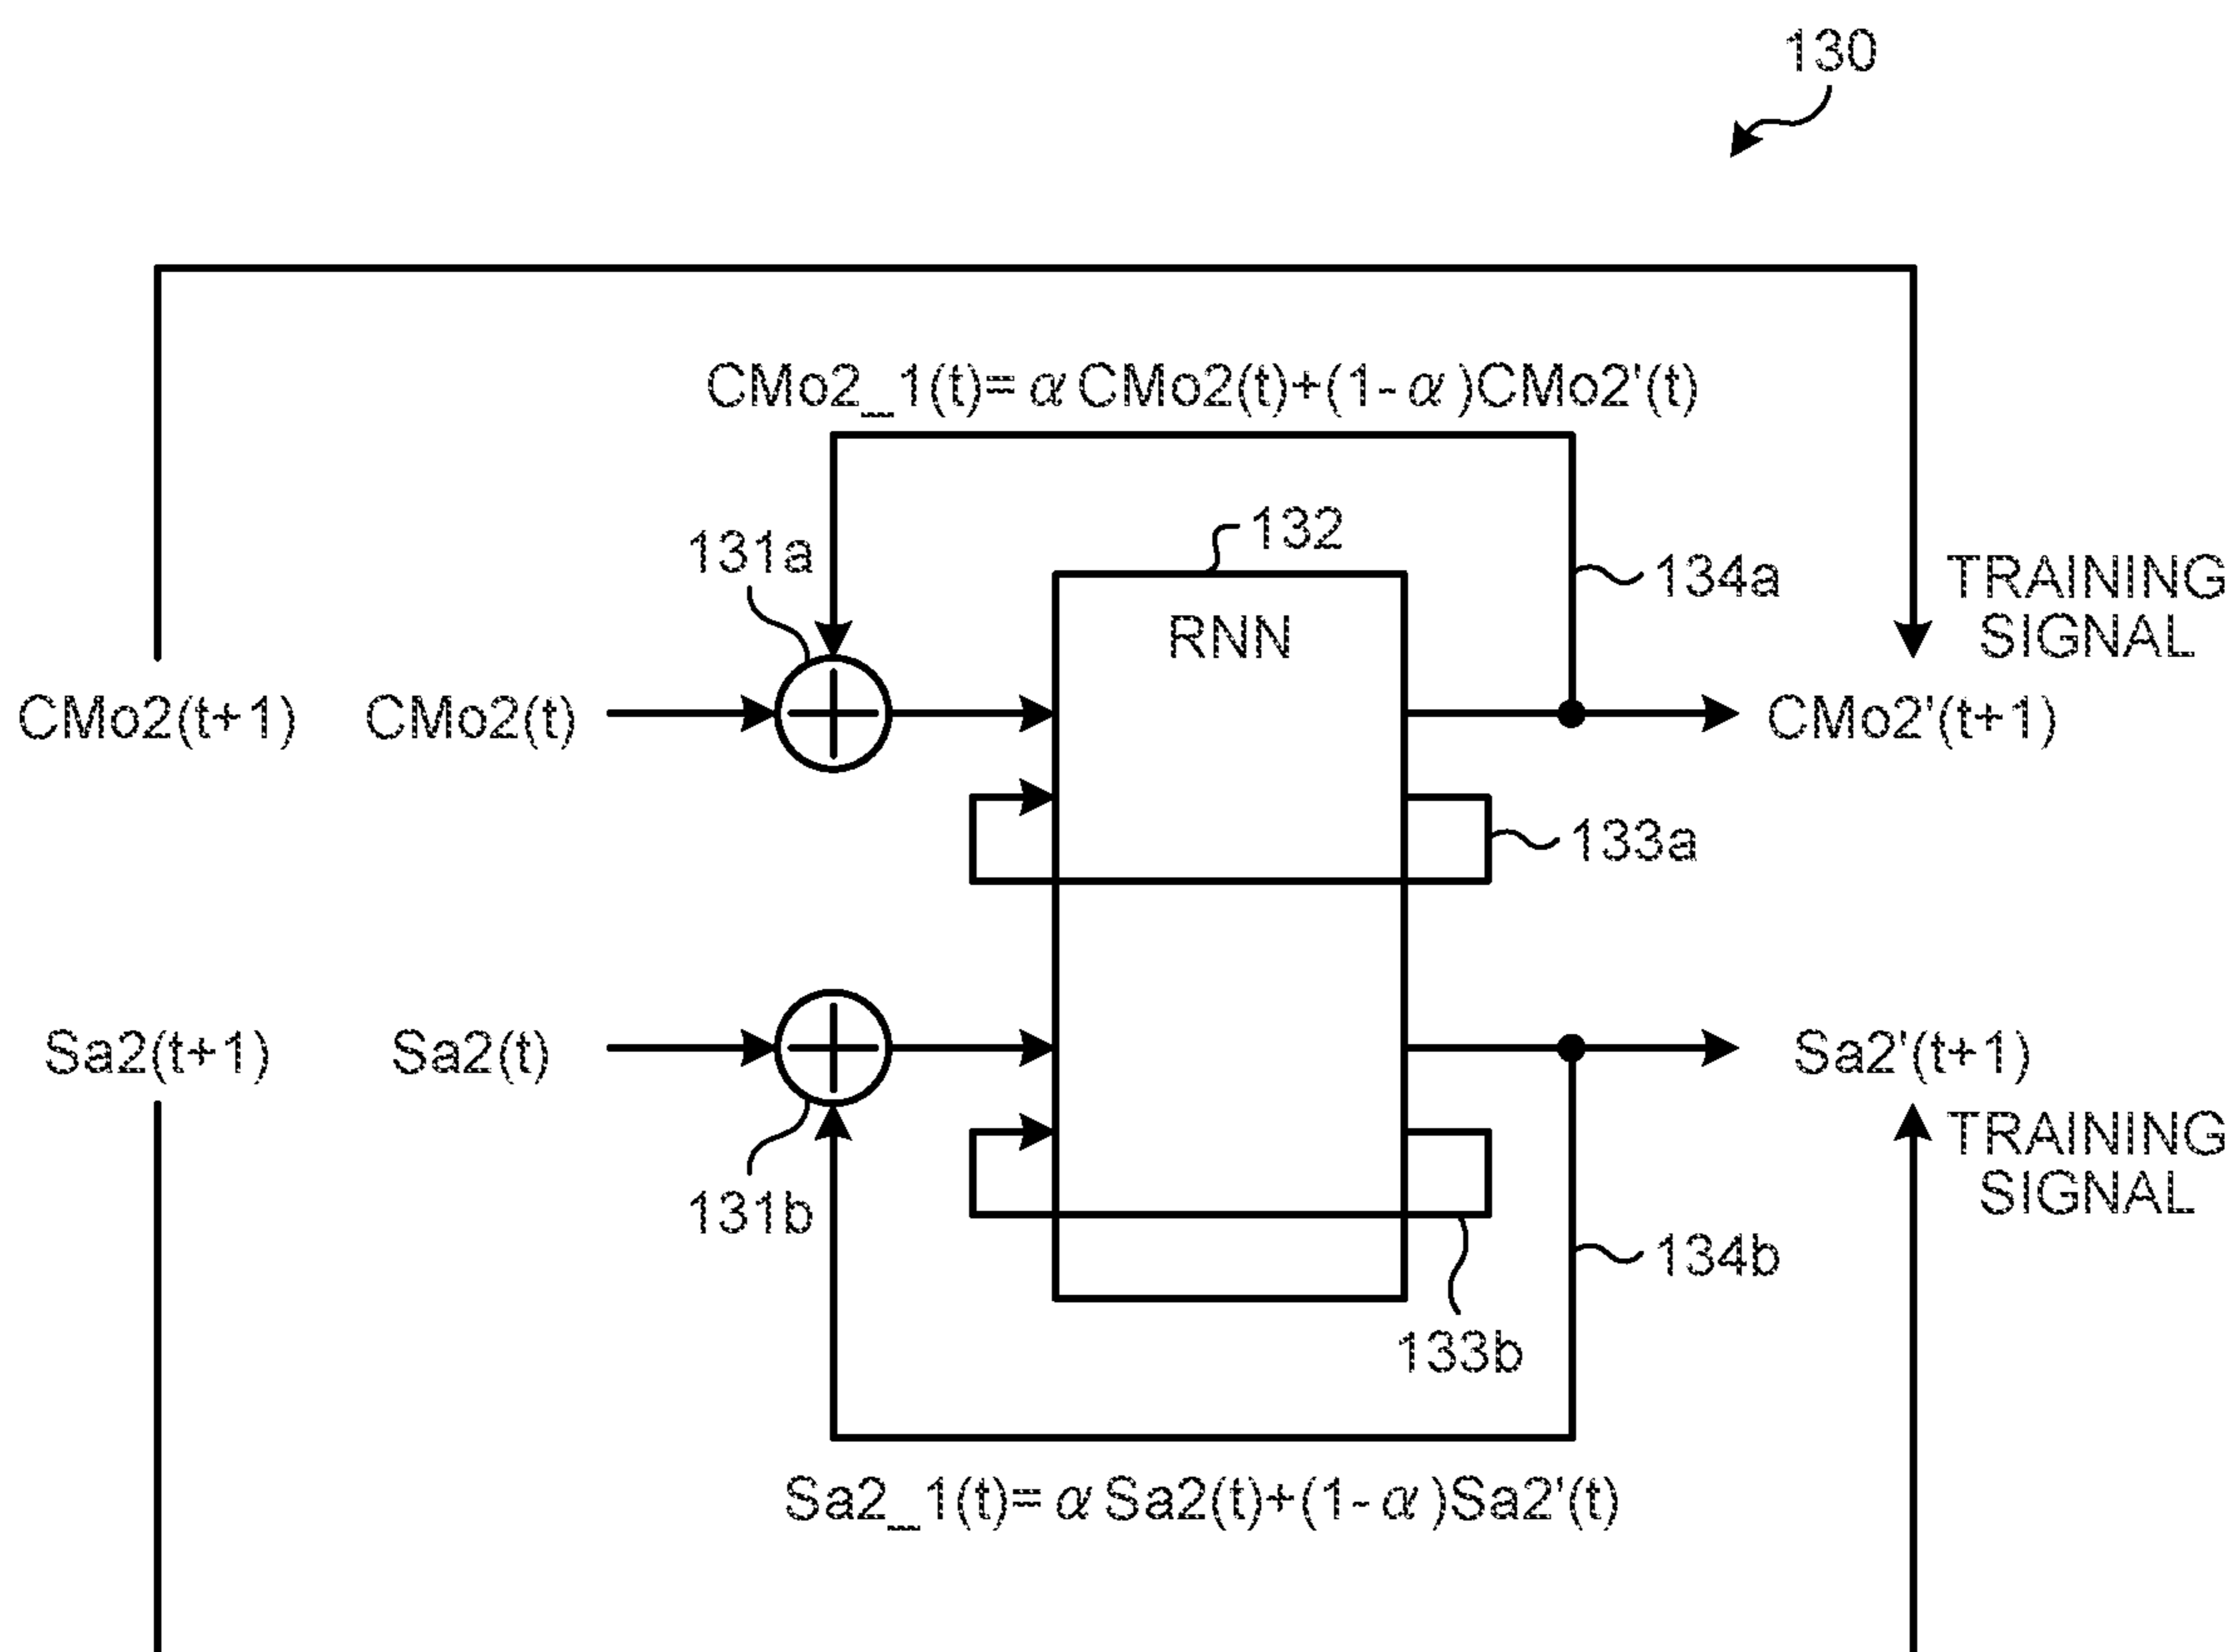 130
CMo2_1(t)=αCMo2(t)+(1-α)CMo2'(t)
132
131a
134a
TRAINING
SIGNAL
RNN
CMo2(t+1)
CMo2(t)
CMo2'(t+1)
133a
Sa2(t+1)
Sa2(t)
Sa2'(t+1)
TRAINING
SIGNAL
131b
134b
133b
Sa2_1(t)=αSa2(t)+(1-α)Sa2'(t)